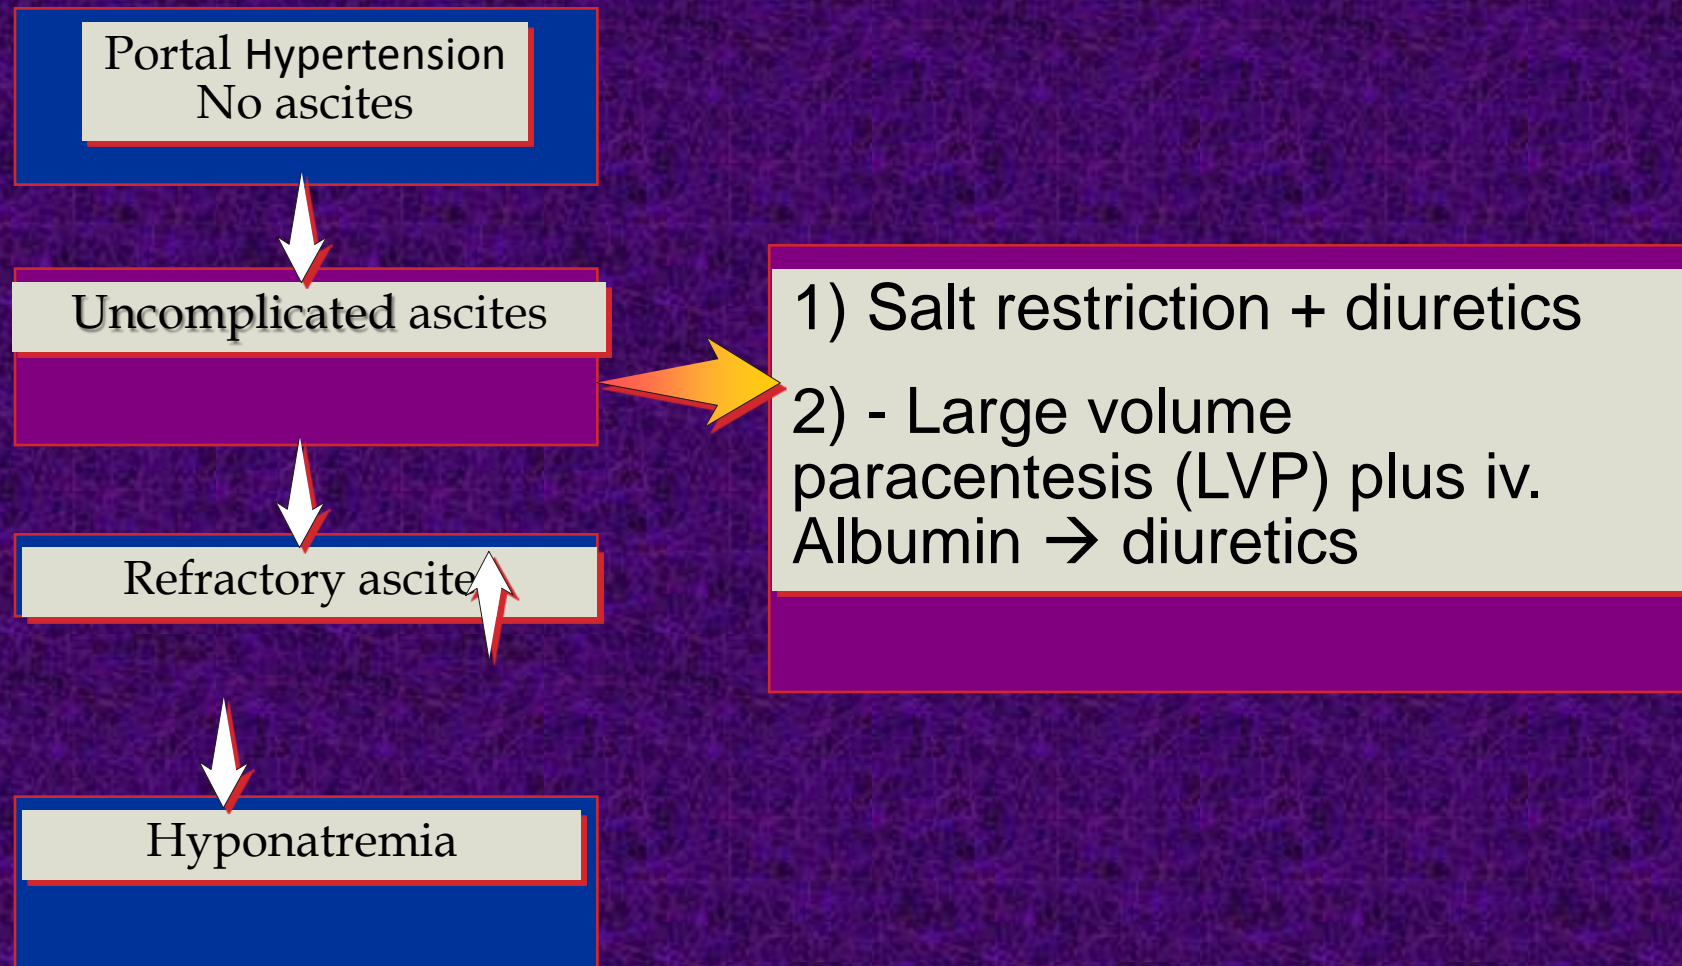 Portal Hypertension
No ascites
Uncomplicated ascites
1) Salt restriction + diuretics
2) - Large volume
paracentesis (LVP) plus iv.
Albumin → diuretics
Refractory ascite
Hyponatremia